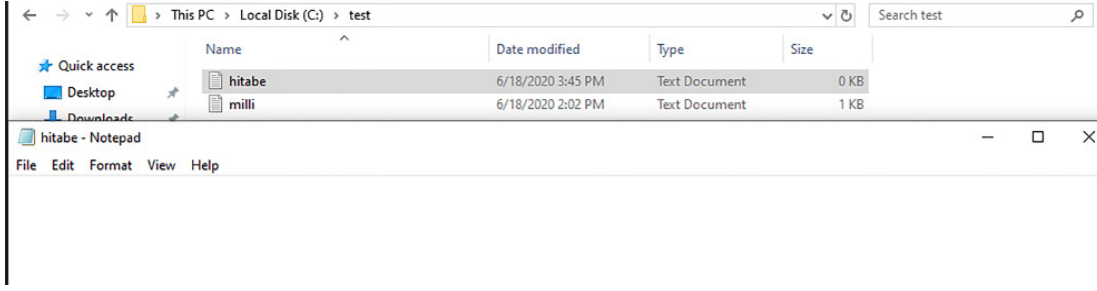 This PC > Local Disk (C:) > test
Search test
Name Date modified Type Size
Quick access
hitabe 6/18/2020 3:45 PM Text Document 0 KB
Desktop
milli 6/18/2020 2:02 PM Text Document 1 KB
Downloads
hitabe - Notepad
File Edit Format View Help